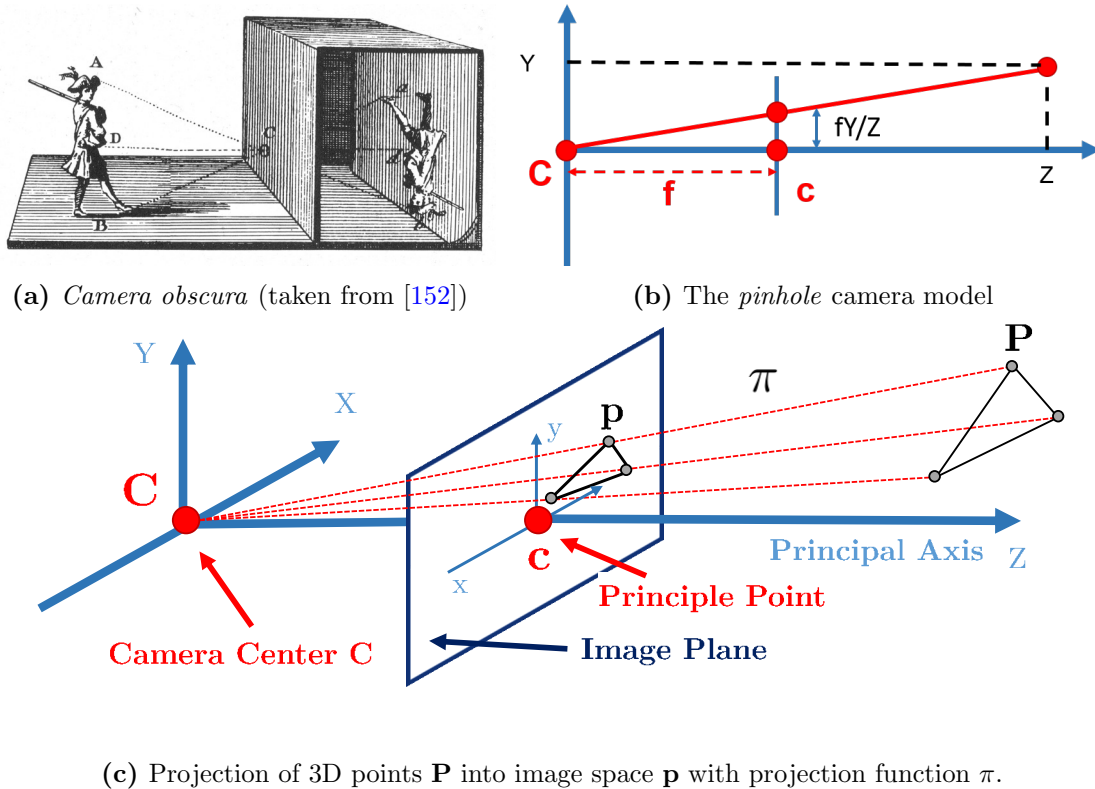 A
D
B
C
a
d
b
(a) Camera obscura (taken from [152])
Y
fY/Z
C
f
c
Z
(b) The pinhole camera model
Y
X
C
Camera Center C
p
y
x
c
π
P
Principal Axis
Z
Principle Point
Image Plane
(c) Projection of 3D points P into image space p with projection function π.